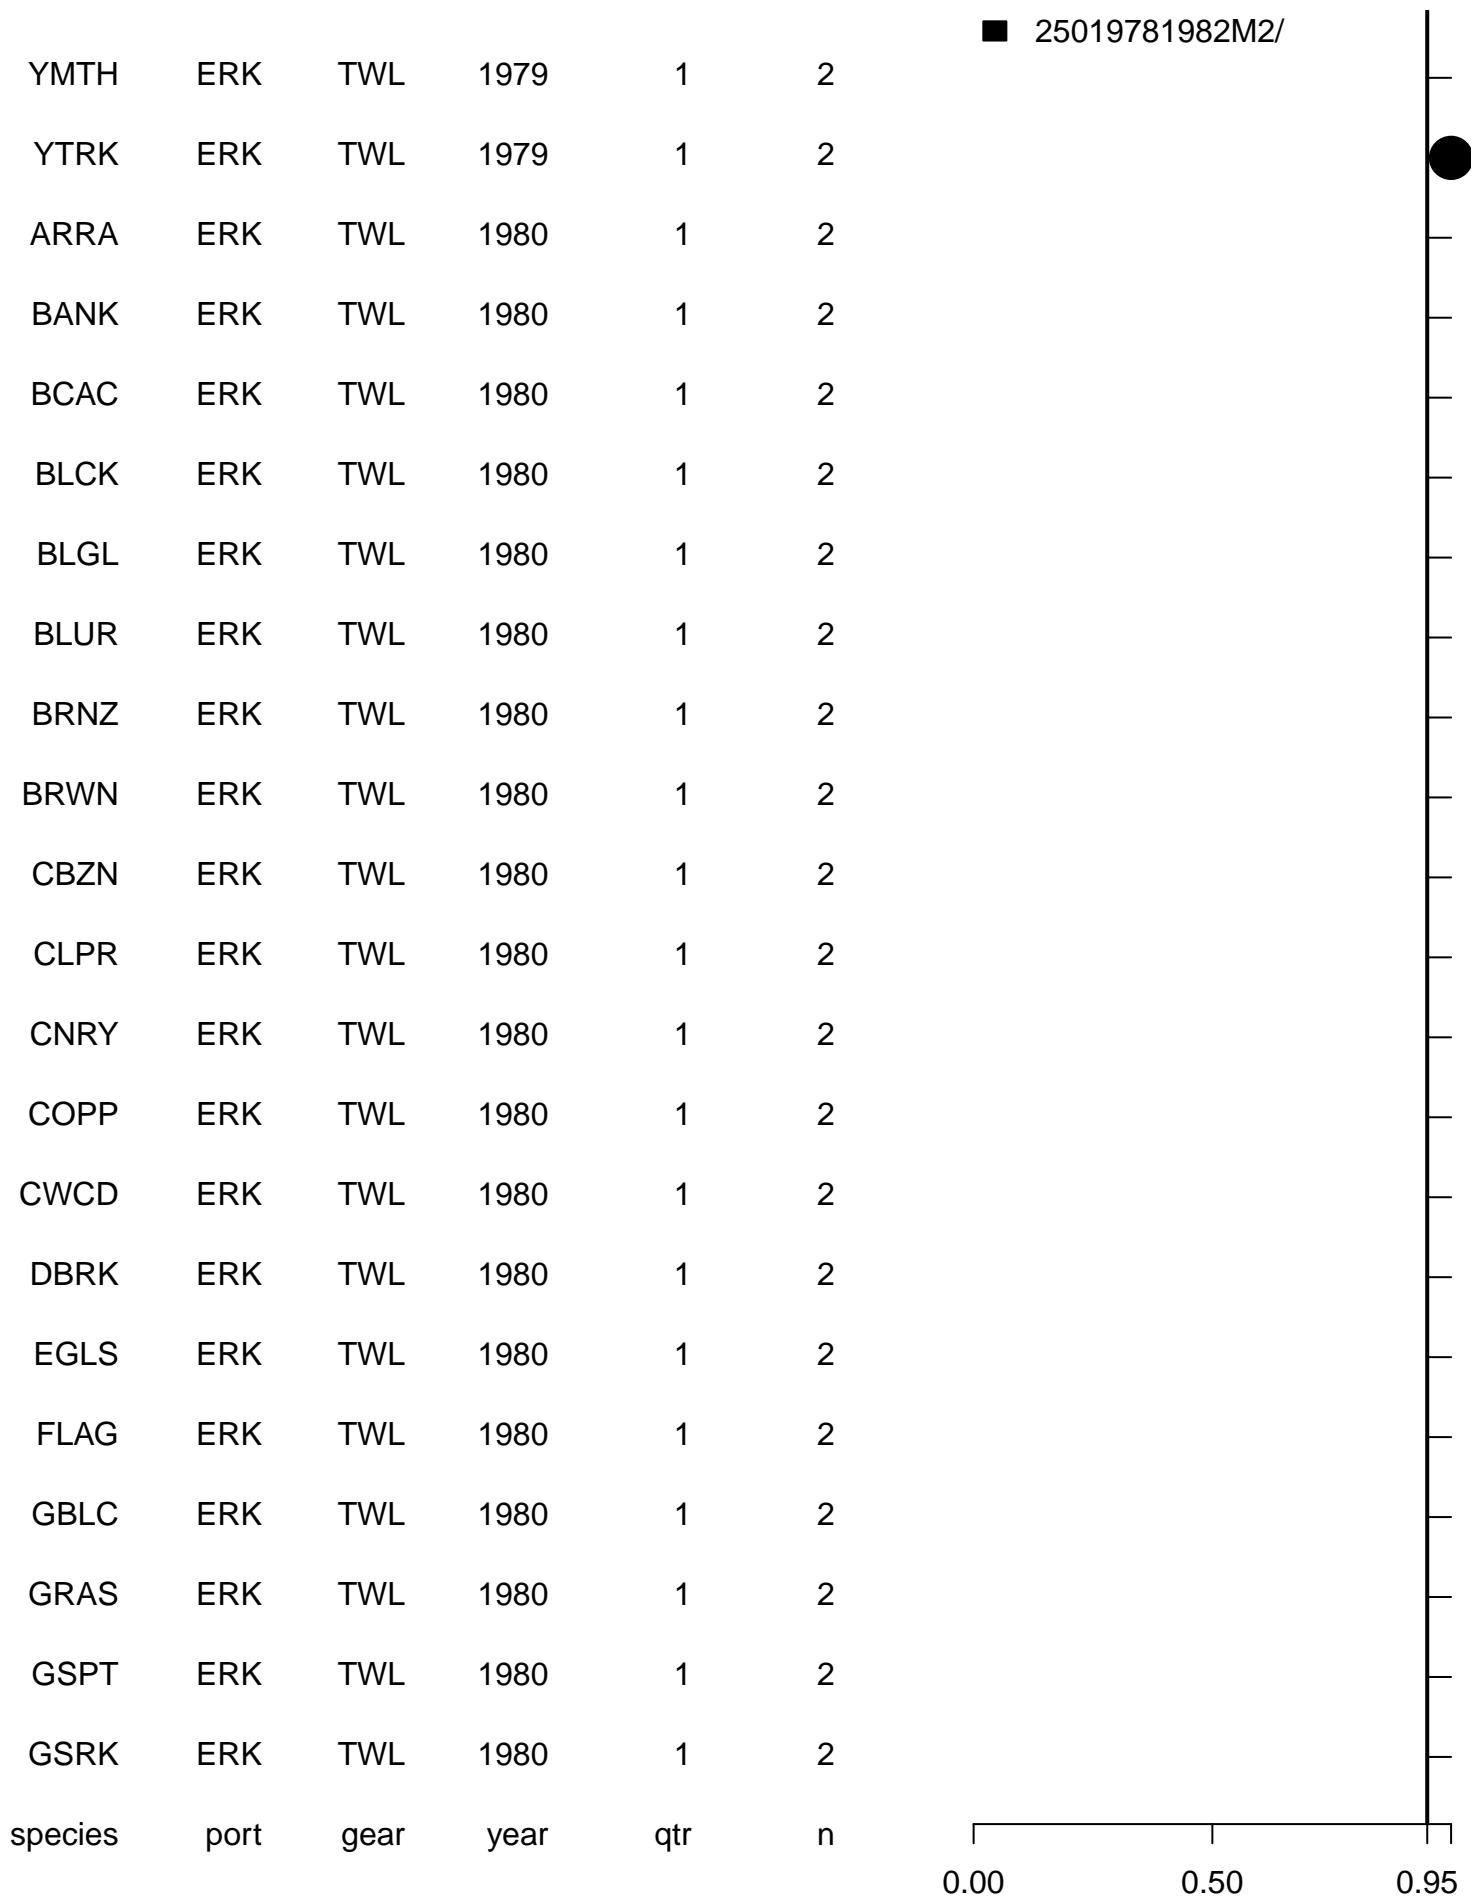 25019781982M2/
YMTH ERK TWL 1979 1 2
YTRK ERK TWL 1979 1 2
ARRA ERK TWL 1980 1 2
BANK ERK TWL 1980 1 2
BCAC ERK TWL 1980 1 2
BLCK ERK TWL 1980 1 2
BLGL ERK TWL 1980 1 2
BLUR ERK TWL 1980 1 2
BRNZ ERK TWL 1980 1 2
BRWN ERK TWL 1980 1 2
CBZN ERK TWL 1980 1 2
CLPR ERK TWL 1980 1 2
CNRY ERK TWL 1980 1 2
COPP ERK TWL 1980 1 2
CWCD ERK TWL 1980 1 2
DBRK ERK TWL 1980 1 2
EGLS ERK TWL 1980 1 2
FLAG ERK TWL 1980 1 2
GBLC ERK TWL 1980 1 2
GRAS ERK TWL 1980 1 2
GSPT ERK TWL 1980 1 2
GSRK ERK TWL 1980 1 2
species port gear year qtr n
0.00 0.50 0.95